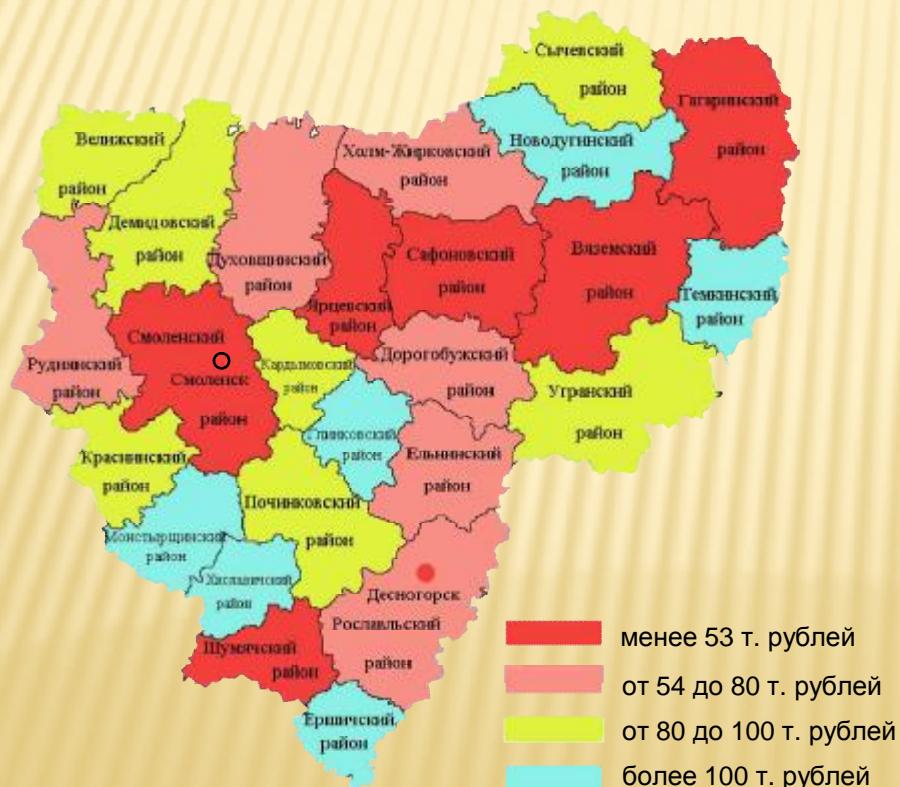 Сычевский
район
Гагаринский
район
Новодугинский
район
Велижский
район
Холм-Жирковский
район
Демидовский
район
Духовщинский
район
Сафоновский
район
Вяземский
район
Темкинский
район
Ярцевский
район
Смоленский
Смоленск
район
Руднянский
район
Кардымовский
район
Дорогобужский
район
Угранский
район
Глинковский
район
Ельнинский
район
Краснинский
район
Починковский
район
Монстырщинский
район
Хиславичский
район
Десногорск
Рославльский
район
Шумячский
район
Ершичский
район
менее 53 т. рублей
от 54 до 80 т. рублей
от 80 до 100 т. рублей
более 100 т. рублей